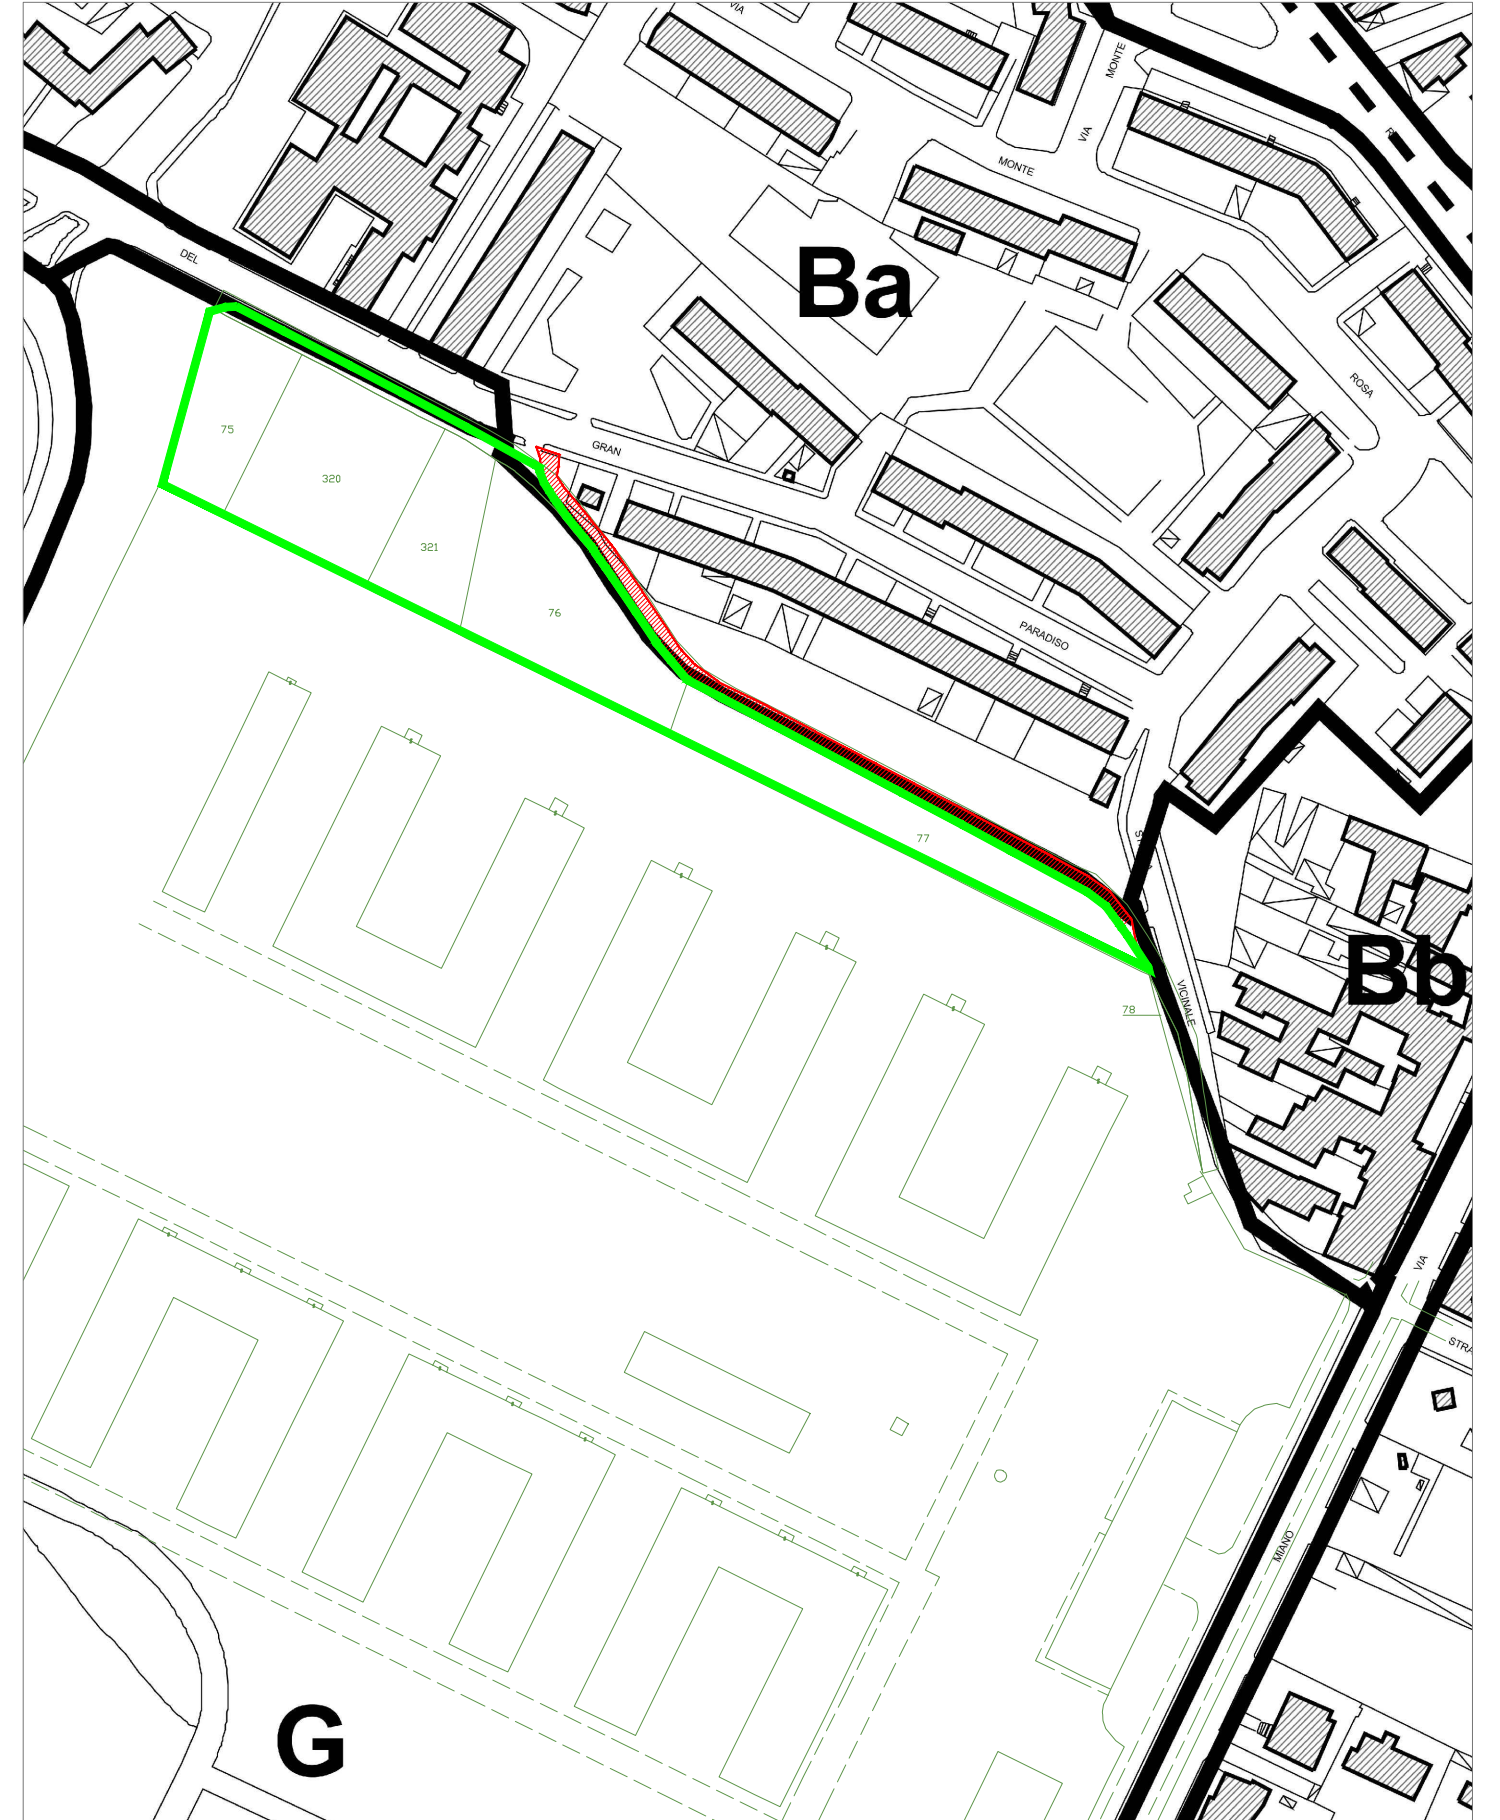 VIA
MONTE
VIA
MONTE
DEL
Ba
ROSA
GRAN
75
320
321
76
PARADISO
77
Bb
VICINALE
78
VIA
STRA
MIANO
G